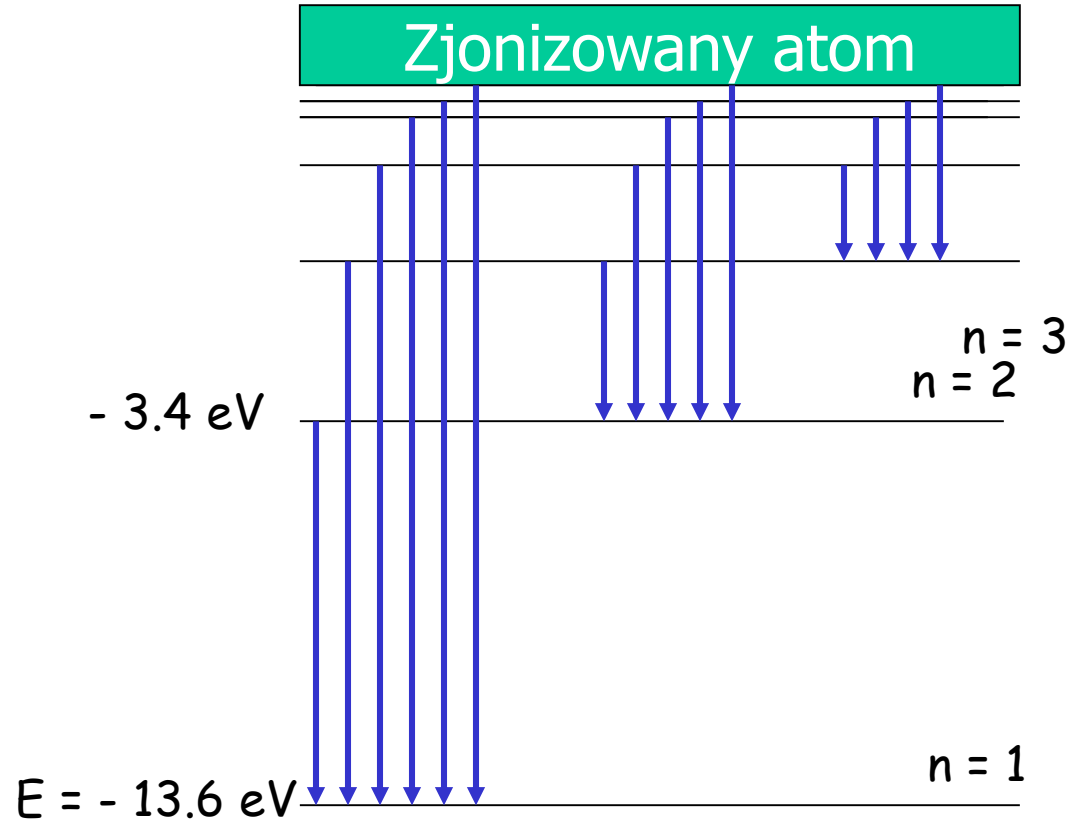 Zjonizowany atom
n = 3
n = 2
- 3.4 eV
n = 1
E = - 13.6 eV